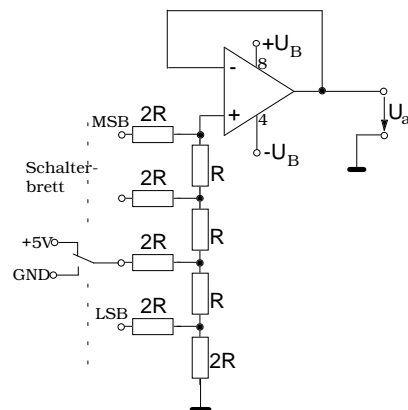 +U_B
8
-
+
4
-U_B
U_a
MSB
2R
R
Schalter-
brett
2R
R
+5V
GND
2R
R
LSB
2R
2R